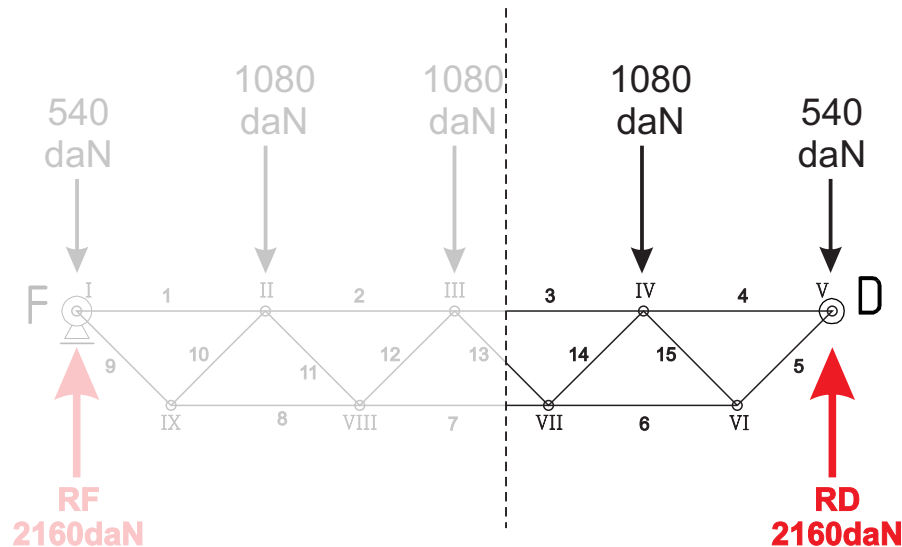 1080
daN
1080
daN
1080
daN
540
daN
540
daN
I
II
III
IV
V
F
D
1
2
3
4
9
10
11
12
13
14
15
5
IX
8
VIII
7
VII
6
VI
RF
2160daN
RD
2160daN